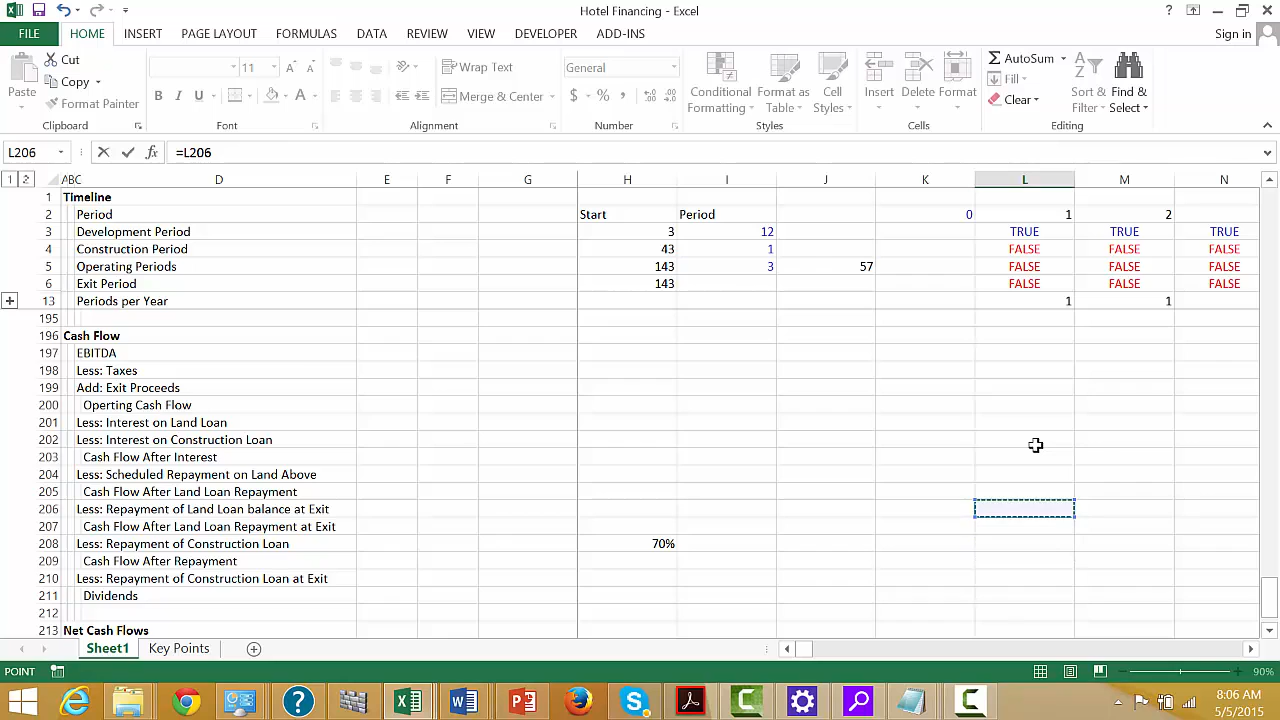 Hotel Financing - Excel
FILE HOME INSERT PAGE LAYOUT FORMULAS DATA REVIEW VIEW DEVELOPER ADD-INS Sign in
Paste Cut Copy Format Painter Clipboard
11 B I U A Font
Wrap Text Merge & Center Alignment
General $ % , Number
Conditional Formatting Format as Table Cell Styles Styles
Insert Delete Format Cells
AutoSum Fill Clear Sort & Filter Find & Select Editing
L206 =L206
1 2 ABC D E F G H I J K L M N
1 Timeline
2 Period Start Period 0 1 2
3 Development Period 3 12 TRUE TRUE TRUE
4 Construction Period 43 1 FALSE FALSE FALSE
5 Operating Periods 143 3 57 FALSE FALSE FALSE
6 Exit Period 143 FALSE FALSE FALSE
13 Periods per Year 1 1
195
196 Cash Flow
197 EBITDA
198 Less: Taxes
199 Add: Exit Proceeds
200 Operting Cash Flow
201 Less: Interest on Land Loan
202 Less: Interest on Construction Loan
203 Cash Flow After Interest
204 Less: Scheduled Repayment on Land Above
205 Cash Flow After Land Loan Repayment
206 Less: Repayment of Land Loan balance at Exit
207 Cash Flow After Land Loan Repayment at Exit
208 Less: Repayment of Construction Loan 70%
209 Cash Flow After Repayment
210 Less: Repayment of Construction Loan at Exit
211 Dividends
212
213 Net Cash Flows
Sheet1 Key Points
POINT 90%
8:06 AM
5/5/2015